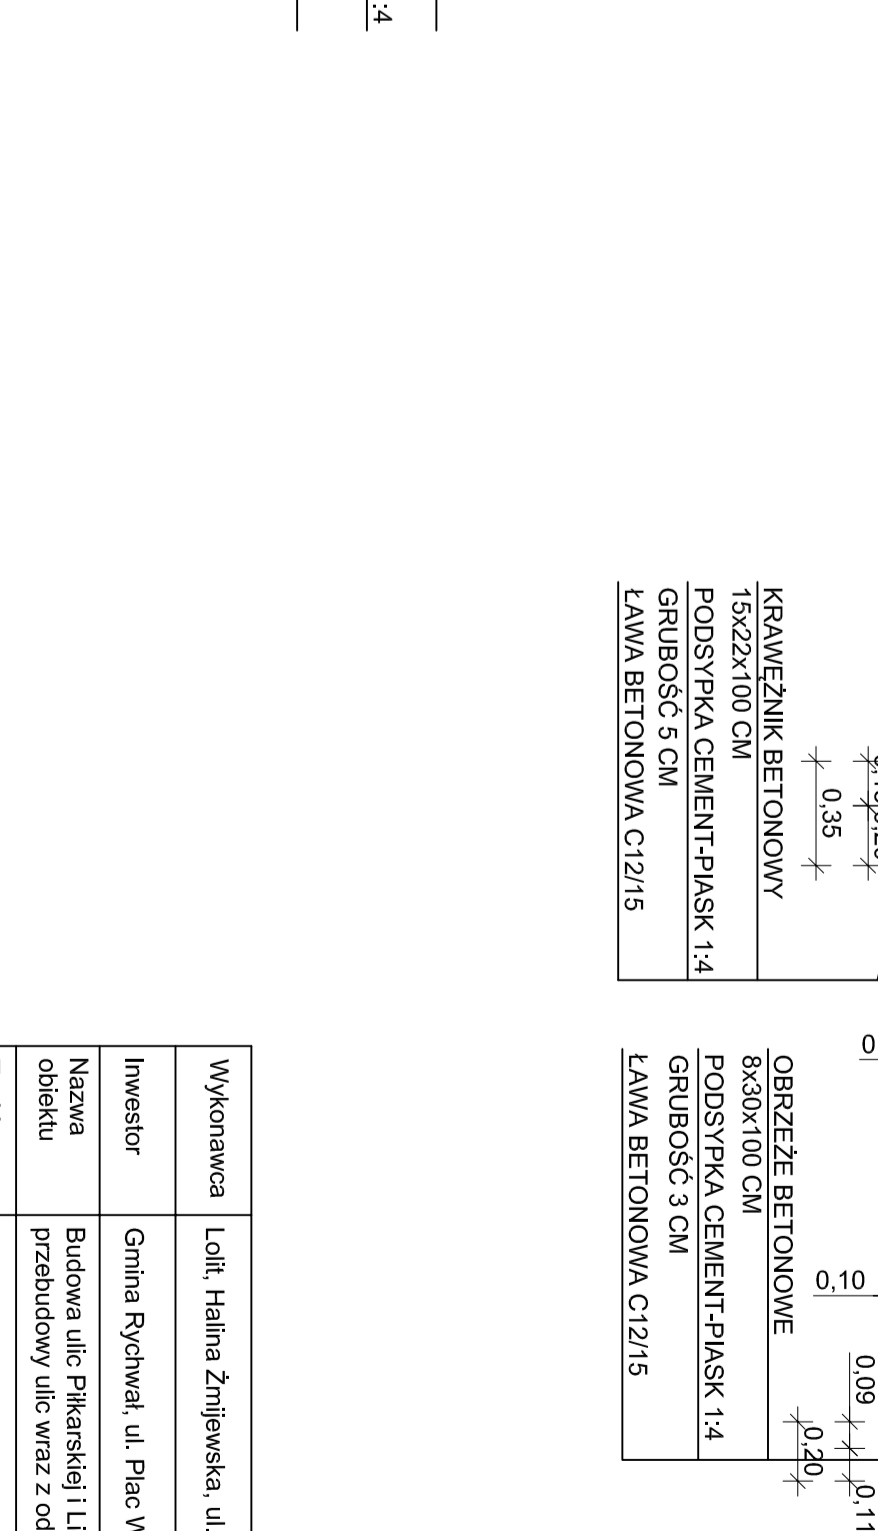 :4
KRAWĘŻNIK BETONOWY
15x22x100 CM
PODSYPKA CEMENT-PIASK 1:4
GRUBOŚĆ 5 CM
ŁAWA BETONOWA C12/15
0,35
OBRZEŻE BETONOWE
8x30x100 CM
PODSYPKA CEMENT-PIASK 1:4
GRUBOŚĆ 3 CM
ŁAWA BETONOWA C12/15
0
0,10
0,09
0,20
0,11
Wykonawca
Lolit, Halina Żmijewska, ul.
Inwestor
Gmina Rychwał, ul. Plac W
Nazwa
obiektu
Budowa ulic Piłkarskiej i Li
przebudowy ulic wraz z od